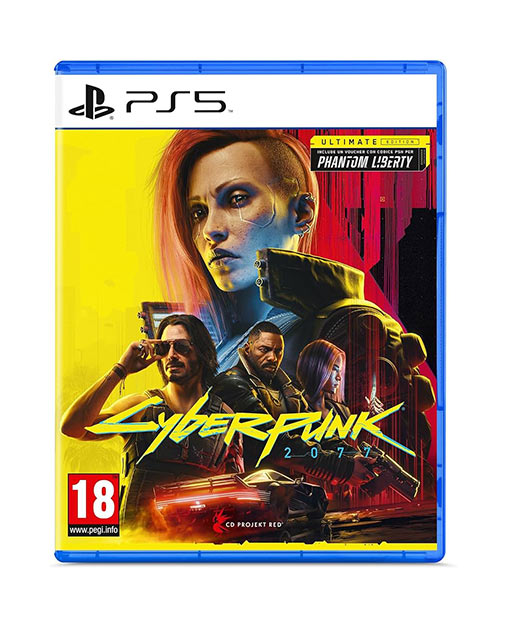 PS5
ULTIMATE EDITION
INCLUDE UN VOUCHER CON CODICE PSN PER
PHANTOM LIBERTY
CYBERPUNK
2077
18
www.pegi.info
CD PROJEKT RED